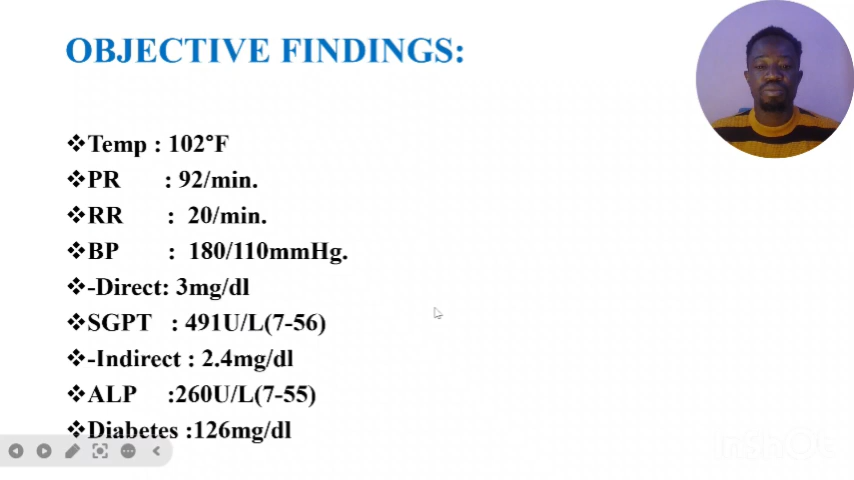 OBJECTIVE FINDINGS:
❖Temp : 102°F
❖PR : 92/min.
❖RR : 20/min.
❖BP : 180/110mmHg.
❖-Direct: 3mg/dl
❖SGPT : 491U/L(7-56)
❖-Indirect : 2.4mg/dl
❖ALP :260U/L(7-55)
❖Diabetes :126mg/dl
InShOt